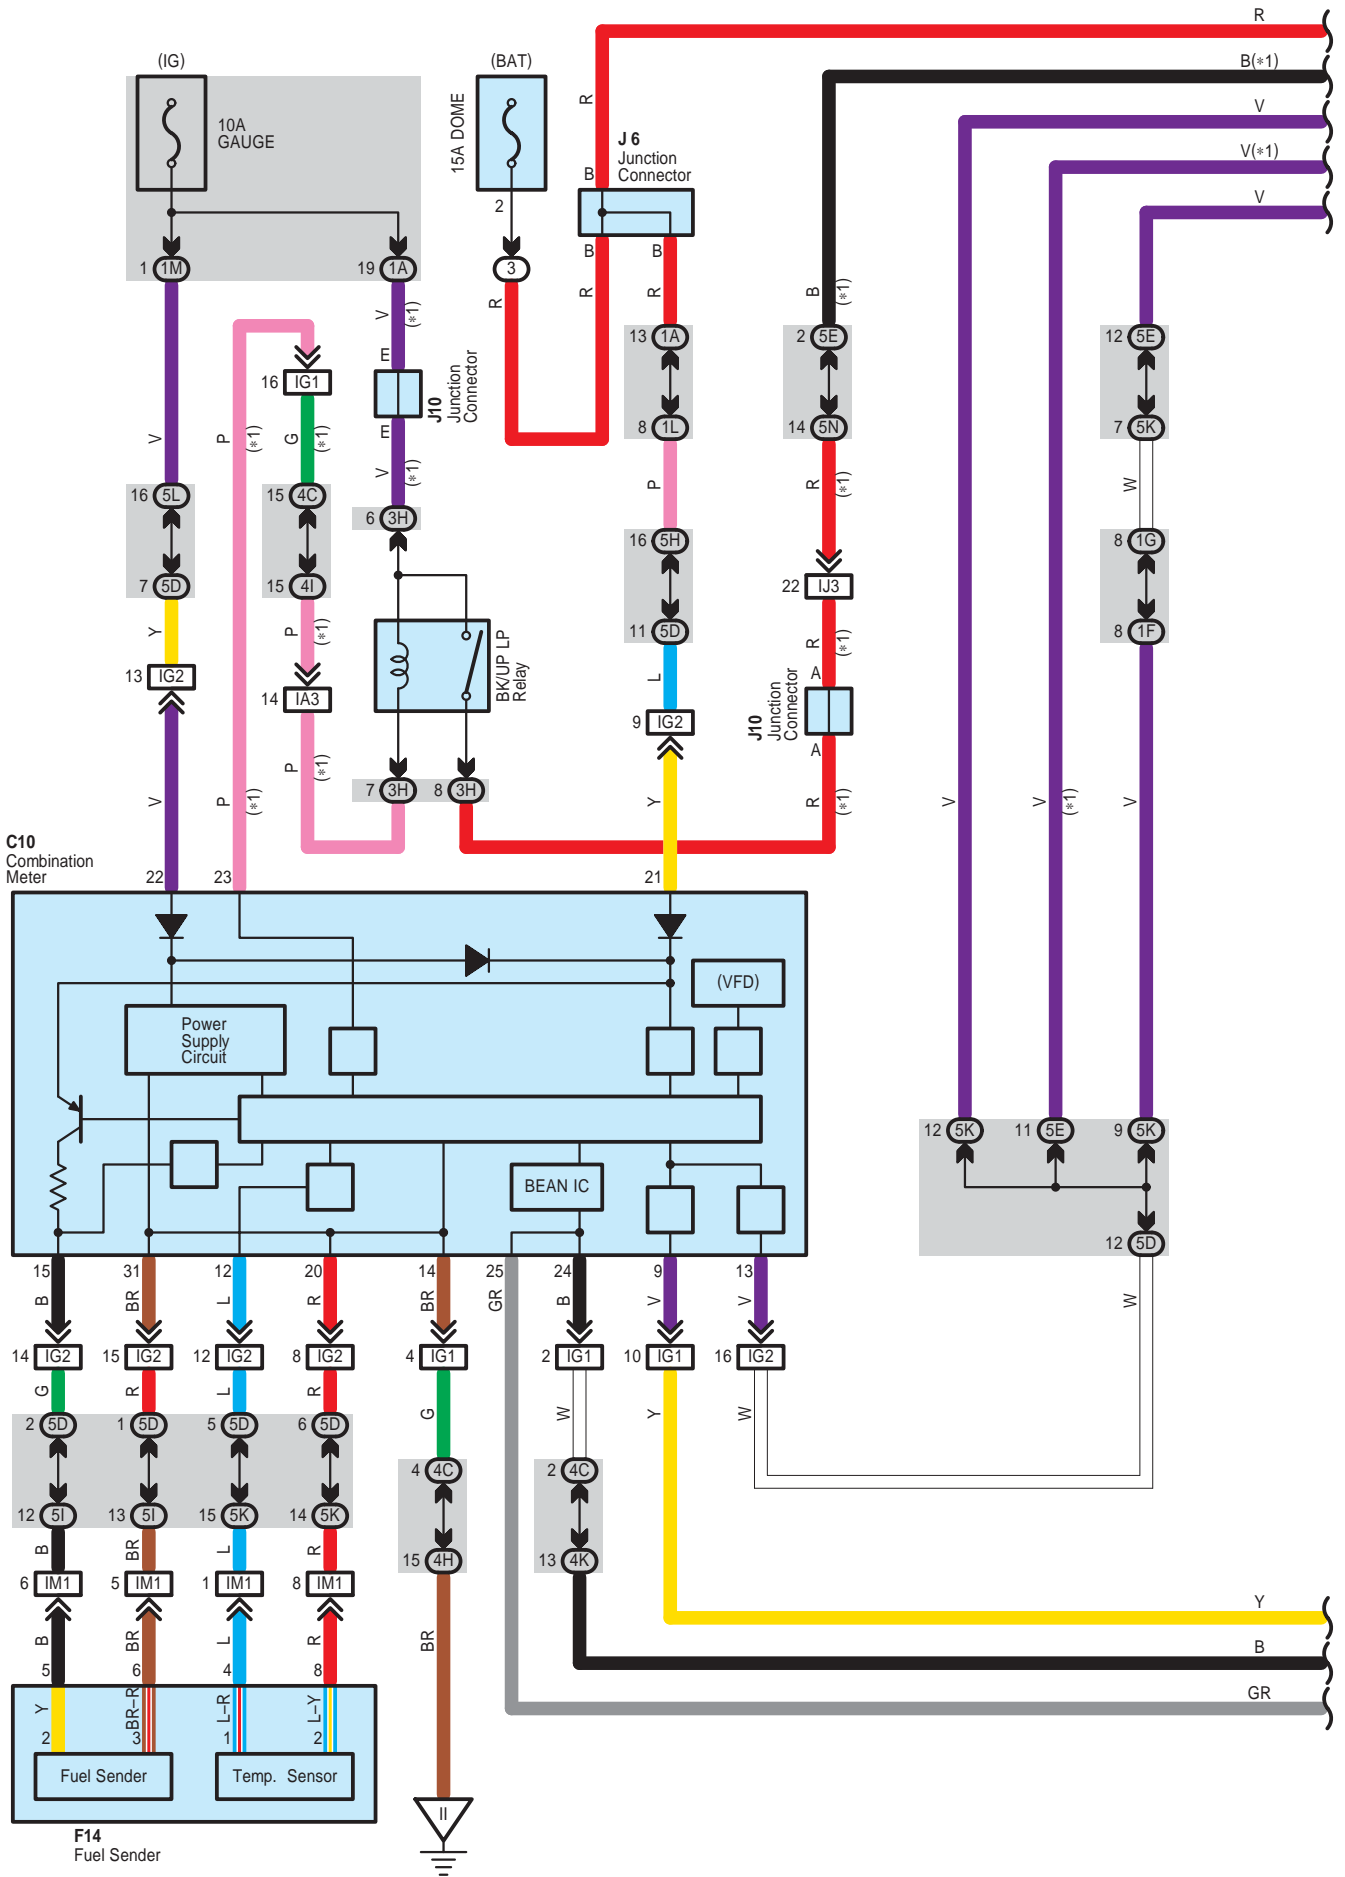 R
(IG)
(BAT)
B(*1)
V
V(*1)
V
10A
GAUGE
15A DOME
R
J 6
Junction
Connector
B
2
B
B
1 1M
19 1A
3
R
R
R
V
(*1)
B
(*1)
13 1A
2 5E
12 5E
E
16 IG1
J10
Junction
Connector
8 1L
14 5N
7 5K
E
V
P
(*1)
G
(*1)
V
(*1)
P
R
(*1)
W
16 5L
15 4C
6 3H
16 5H
8 1G
7 5D
15 4I
22 IJ3
11 5D
8 1F
Y
P
(*1)
R
(*1)
BK/UP LP
Relay
L
13 IG2
14 IA3
A
9 IG2
J10
Junction
Connector
A
P
(*1)
7 3H
8 3H
V
P
(*1)
Y
R
(*1)
V
V
(*1)
V
C10
Combination
Meter
22
23
21
(VFD)
Power
Supply
Circuit
12 5K
11 5E
9 5K
BEAN IC
12 5D
15
31
12
20
14
25
24
9
13
B
BR
L
R
BR
GR
B
V
V
W
14 IG2
15 IG2
12 IG2
8 IG2
4 IG1
2 IG1
10 IG1
16 IG2
G
R
L
R
G
W
Y
W
2 5D
1 5D
5 5D
6 5D
4 4C
2 4C
12 5I
13 5I
15 5K
14 5K
15 4H
13 4K
B
BR
L
R
6 IM1
5 IM1
1 IM1
8 IM1
Y
B
BR
L
R
BR
B
5
6
4
8
GR
Y
BR–R
L–R
L–Y
2
3
1
2
Fuel Sender
Temp. Sensor
II
F14
Fuel Sender